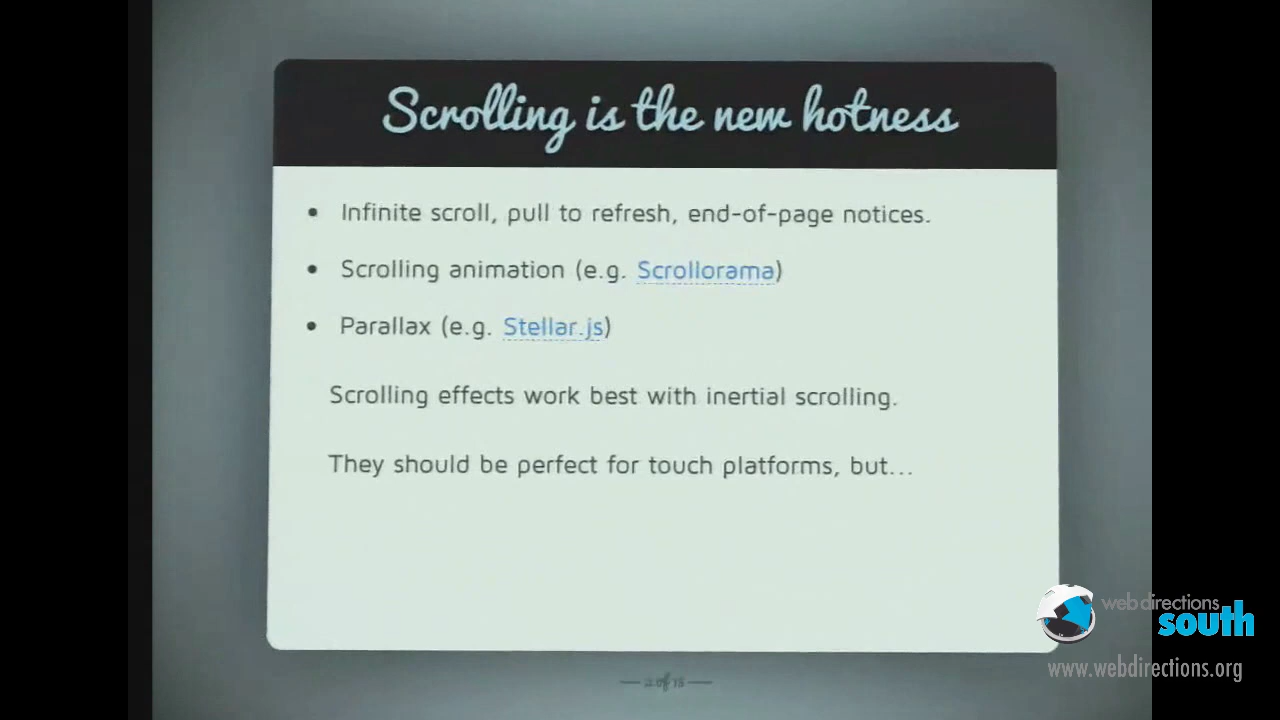 Scrolling is the new hotness
• Infinite scroll, pull to refresh, end-of-page notices.
• Scrolling animation (e.g. Scrollorama)
• Parallax (e.g. Stellar.js)
Scrolling effects work best with inertial scrolling.
They should be perfect for touch platforms, but...
web directions
south
www.webdirections.org
of 15